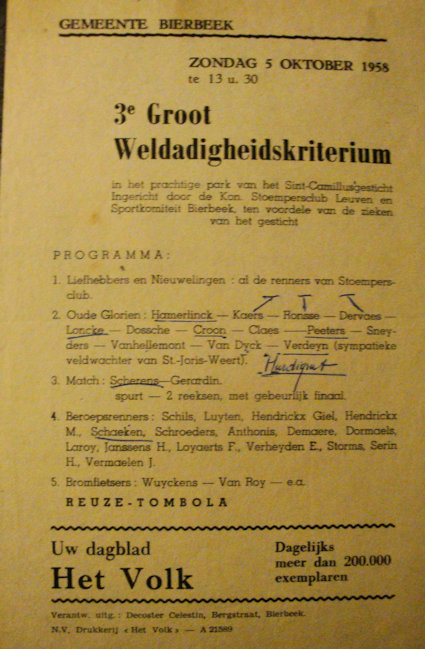 GEMEENTE BIERBEEK
ZONDAG 5 OKTOBER 1958
te 13 u. 30
3e Groot
Weldadigheidskriterium
in het prachtige park van het Sint-Camillusgesticht
Ingericht door de Kon. Stoempersclub Leuven en
Sportkomiteit Bierbeek, ten voordele van de zieken
van het gesticht
PROGRAMMA:
1. Liefhebbers en Nieuwelingen : al de renners van Stoempers-
club.
2. Oude Glorien : Hamerlinck — Kaers — Ronsse — Dervaes —
Loncke — Dossche — Croon — Claes — Peeters — Sney-
ders — Vanhellemont — Van Dyck — Verdeyn (sympatieke
veldwachter van St.-Joris-Weert).
3. Match : Scherens—Gerardin.
spurt — 2 reeksen, met gebeurlijk finaal.
4. Beroepsrenners : Schils, Luyten, Hendrickx Giel, Hendrickx
M., Schaeken, Schroeders, Anthonis, Demaere, Dormaels,
Laroy, Janssens H., Loyaerts F., Verheyden E., Storms, Serin
H., Vermaelen J.
5. Bromfietsers : Wuyckens — Van Roy — e.a.
REUZE-TOMBOLA
Uw dagblad
Het Volk
Dagelijks
meer dan 200.000
exemplaren
Verantw. uitg. : Decoster Celestin, Bergstraat, Bierbeek.
N.V. Drukkerij « Het Volk » — A 21589